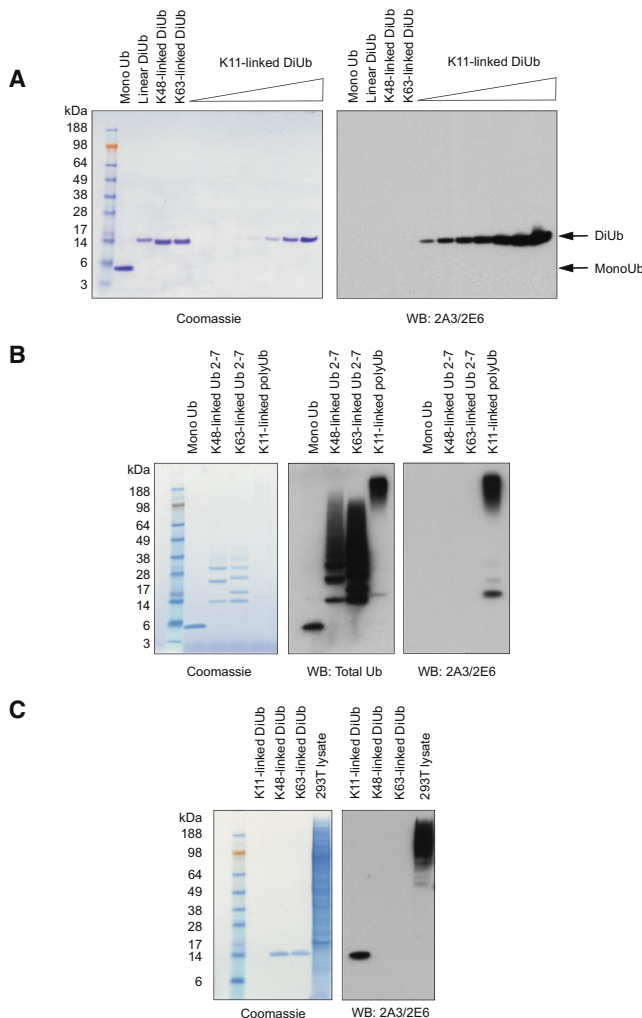 A
Mono Ub
Linear DiUb
K48-linked DiUb
K63-linked DiUb
K11-linked DiUb
Mono Ub
Linear DiUb
K48-linked DiUb
K63-linked DiUb
K11-linked DiUb
kDa
188
98
64
49
38
28
17
14
6
3
DiUb
MonoUb
Coomassie
WB: 2A3/2E6
B
Mono Ub
K48-linked Ub 2-7
K63-linked Ub 2-7
K11-linked polyUb
Mono Ub
K48-linked Ub 2-7
K63-linked Ub 2-7
K11-linked polyUb
Mono Ub
K48-linked Ub 2-7
K63-linked Ub 2-7
K11-linked polyUb
kDa
188
98
64
49
38
28
17
14
6
3
Coomassie
WB: Total Ub
WB: 2A3/2E6
C
K11-linked DiUb
K48-linked DiUb
K63-linked DiUb
293T lysate
K11-linked DiUb
K48-linked DiUb
K63-linked DiUb
293T lysate
kDa
188
98
64
49
38
28
17
14
6
Coomassie
WB: 2A3/2E6